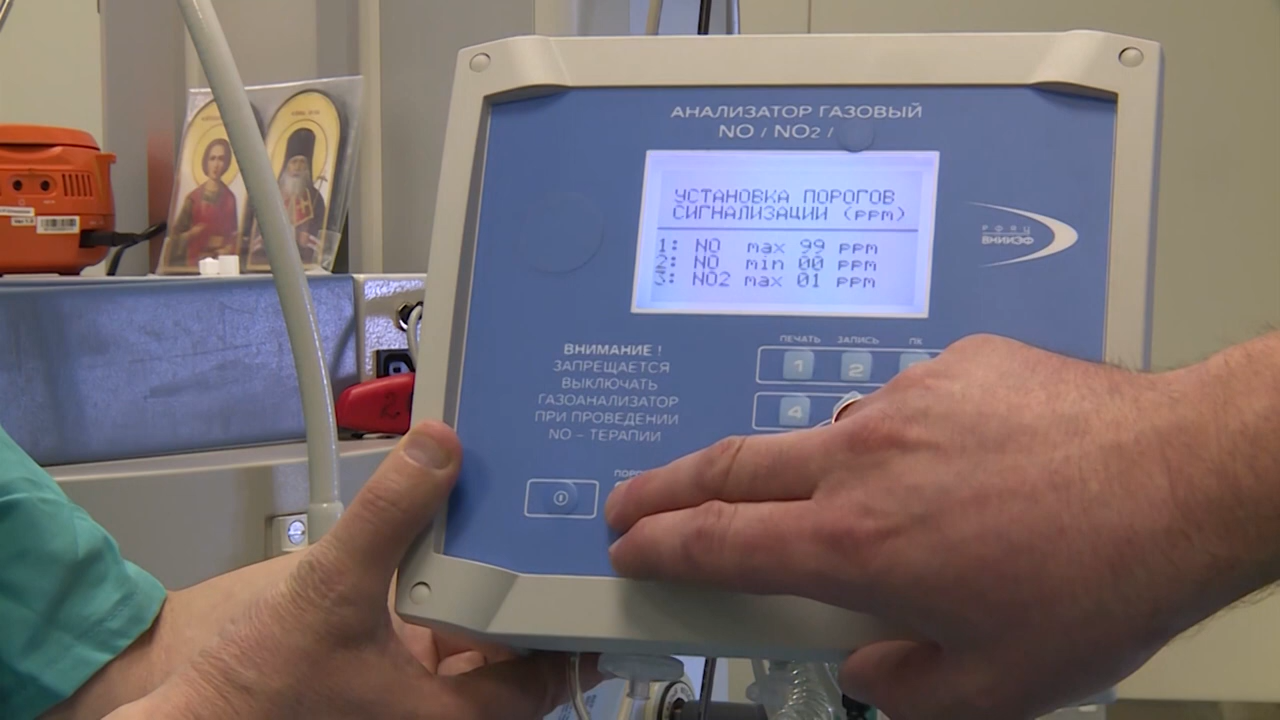 АНАЛИЗАТОР ГАЗОВЫЙ
NO / NO2 /
УСТАНОВКА ПОРОГОВ
СИГНАЛИЗАЦИИ (ppm)
1: NO max 99 ppm
2: NO min 00 ppm
3: NO2 max 01 ppm
РФЯЦ
ВНИИЭФ
ВНИМАНИЕ !
ЗАПРЕЩАЕТСЯ
ВЫКЛЮЧАТЬ
ГАЗОАНАЛИЗАТОР
ПРИ ПРОВЕДЕНИИ
NO – ТЕРАПИИ
ПЕЧАТЬ ЗАПИСЬ ПК
1 2
4
2